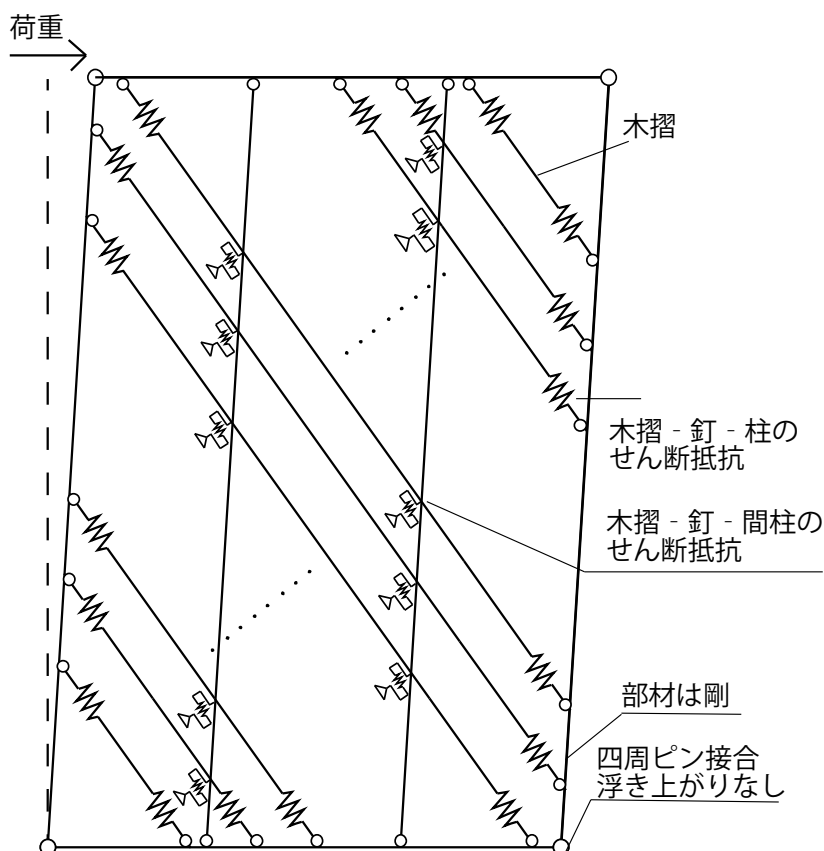 荷重
木摺
木摺‐釘‐柱の
せん断抵抗
木摺‐釘‐間柱の
せん断抵抗
部材は剛
四周ピン接合
浮き上がりなし